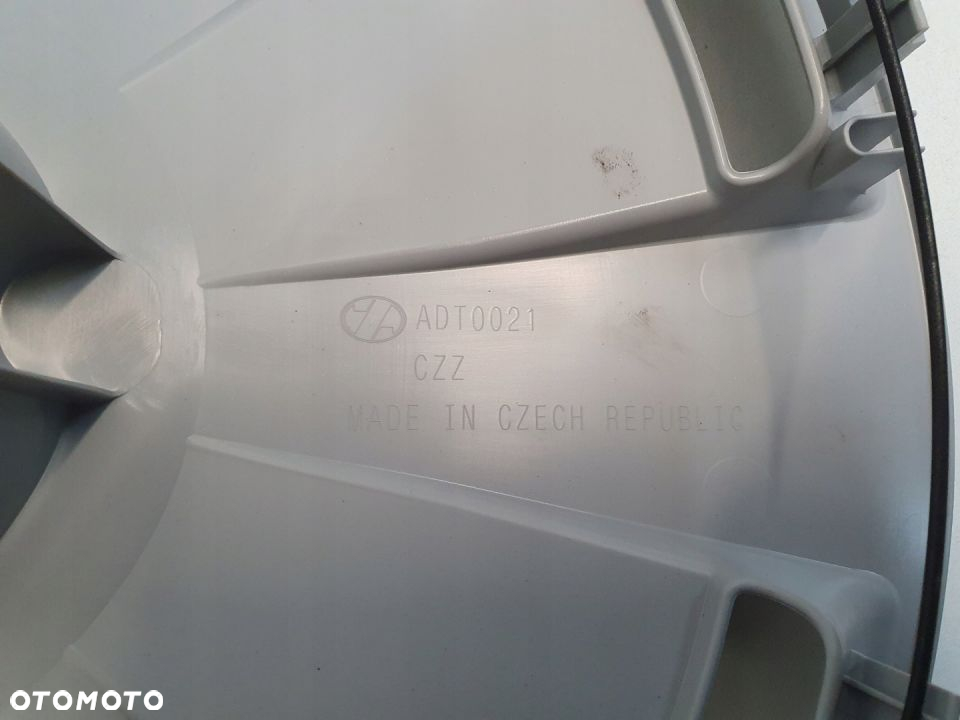 ADT0021
CZZ
MADE IN CZECH REPUBLIC
OTOMOTO